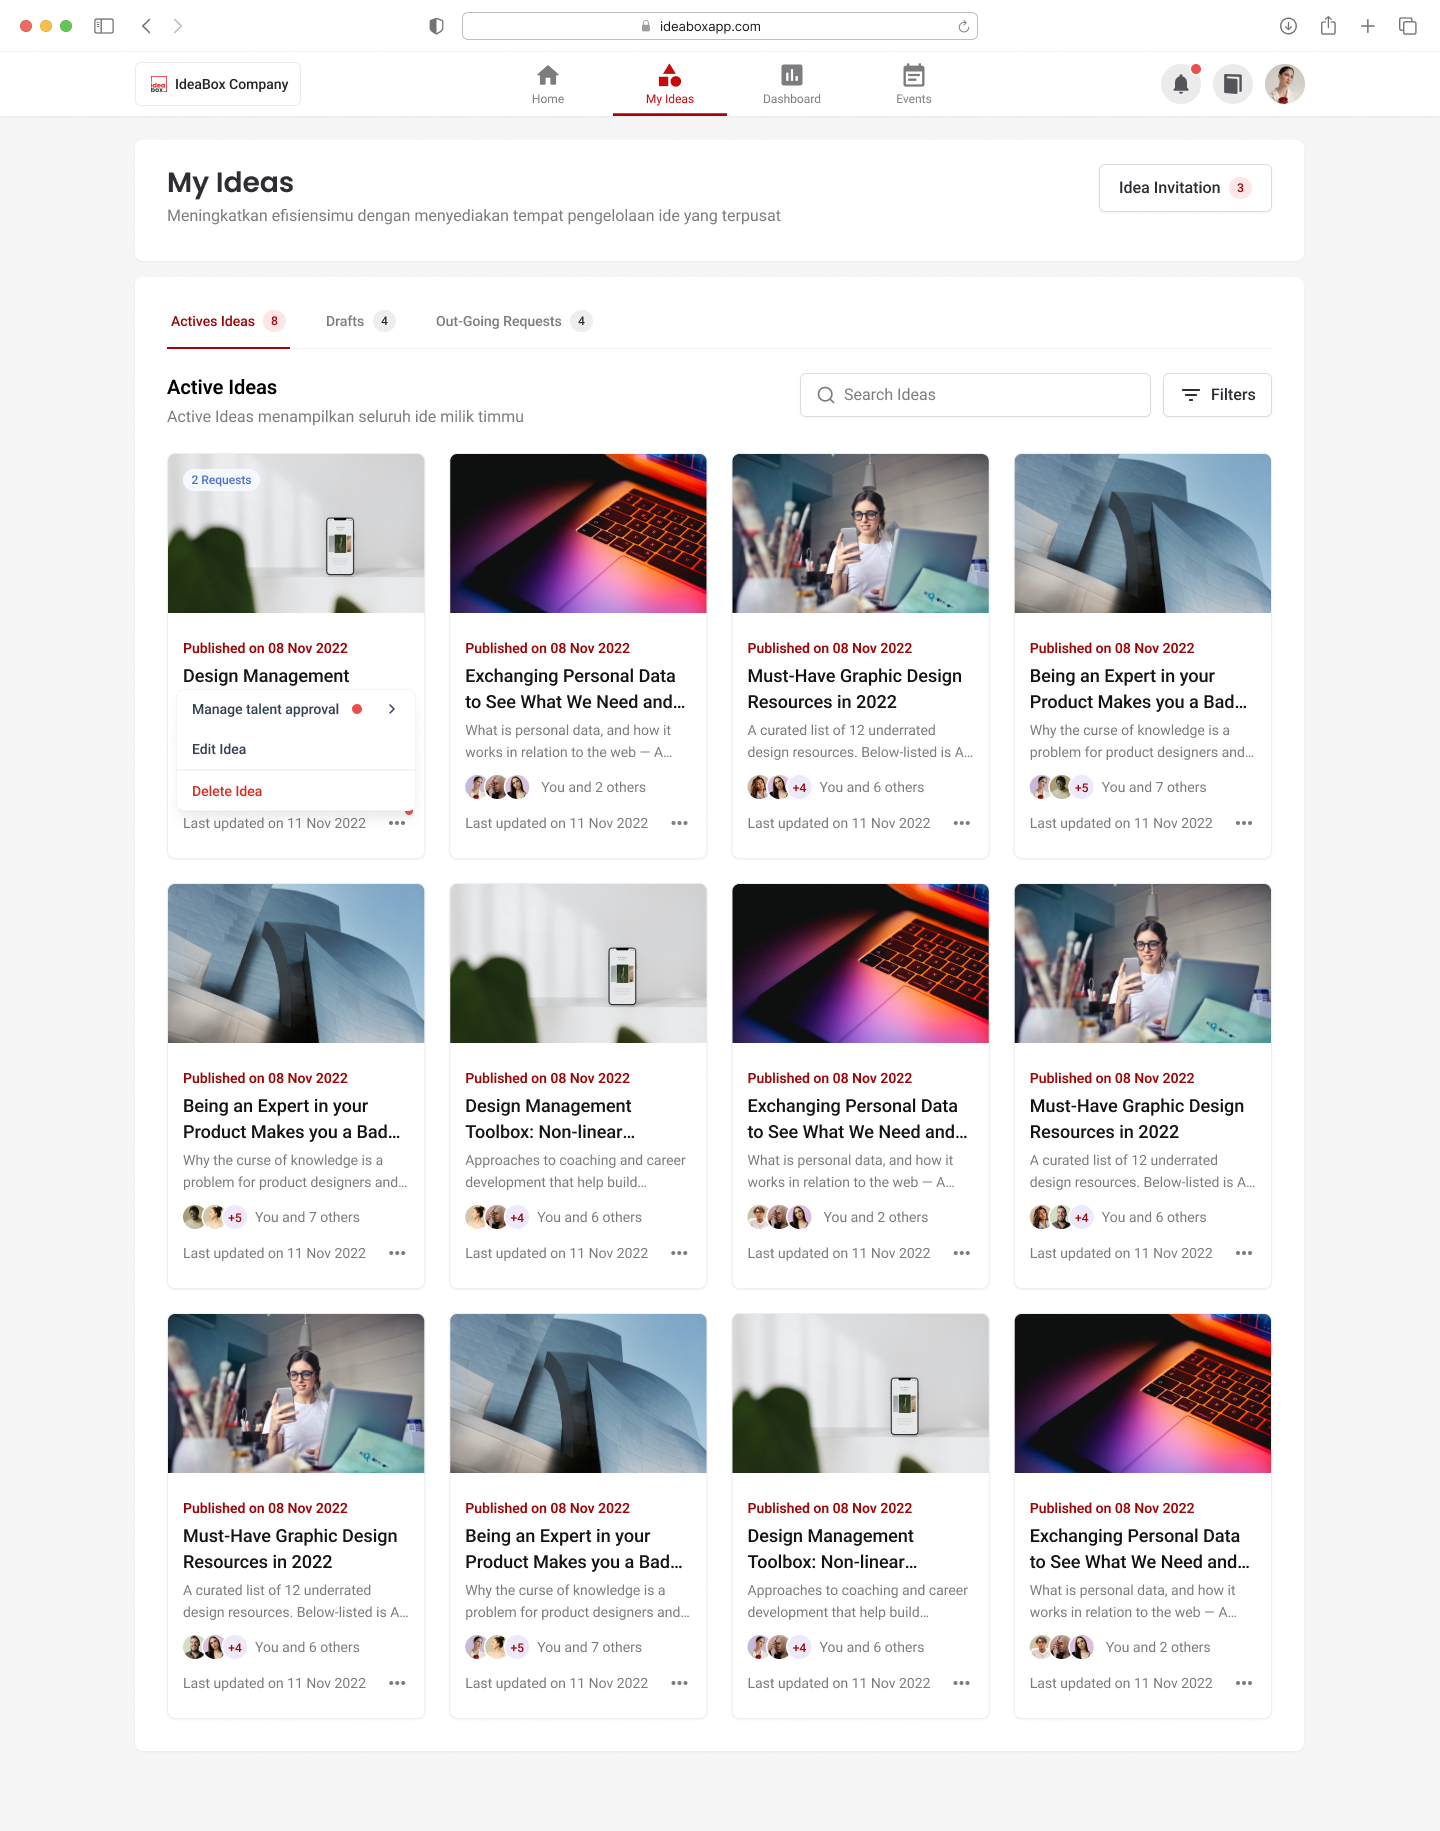 ideaboxapp.com
idea
box
IdeaBox Company
Home
My Ideas
Dashboard
Events
My Ideas
Meningkatkan efisiensimu dengan menyediakan tempat pengelolaan ide yang terpusat
Idea Invitation 3
Actives Ideas 8
Drafts 4
Out-Going Requests 4
Active Ideas
Active Ideas menampilkan seluruh ide milik timmu
Search Ideas
Filters
2 Requests
Published on 08 Nov 2022
Design Management
Manage talent approval
Edit Idea
Delete Idea
Last updated on 11 Nov 2022
Published on 08 Nov 2022
Exchanging Personal Data
to See What We Need and...
What is personal data, and how it
works in relation to the web — A...
You and 2 others
Last updated on 11 Nov 2022
Published on 08 Nov 2022
Must-Have Graphic Design
Resources in 2022
A curated list of 12 underrated
design resources. Below-listed is A...
+4 You and 6 others
Last updated on 11 Nov 2022
Published on 08 Nov 2022
Being an Expert in your
Product Makes you a Bad...
Why the curse of knowledge is a
problem for product designers and...
+5 You and 7 others
Last updated on 11 Nov 2022
Published on 08 Nov 2022
Being an Expert in your
Product Makes you a Bad...
Why the curse of knowledge is a
problem for product designers and...
+5 You and 7 others
Last updated on 11 Nov 2022
Published on 08 Nov 2022
Design Management
Toolbox: Non-linear...
Approaches to coaching and career
development that help build...
+4 You and 6 others
Last updated on 11 Nov 2022
Published on 08 Nov 2022
Exchanging Personal Data
to See What We Need and...
What is personal data, and how it
works in relation to the web — A...
You and 2 others
Last updated on 11 Nov 2022
Published on 08 Nov 2022
Must-Have Graphic Design
Resources in 2022
A curated list of 12 underrated
design resources. Below-listed is A...
+4 You and 6 others
Last updated on 11 Nov 2022
Published on 08 Nov 2022
Must-Have Graphic Design
Resources in 2022
A curated list of 12 underrated
design resources. Below-listed is A...
+4 You and 6 others
Last updated on 11 Nov 2022
Published on 08 Nov 2022
Being an Expert in your
Product Makes you a Bad...
Why the curse of knowledge is a
problem for product designers and...
+5 You and 7 others
Last updated on 11 Nov 2022
Published on 08 Nov 2022
Design Management
Toolbox: Non-linear...
Approaches to coaching and career
development that help build...
+4 You and 6 others
Last updated on 11 Nov 2022
Published on 08 Nov 2022
Exchanging Personal Data
to See What We Need and...
What is personal data, and how it
works in relation to the web — A...
You and 2 others
Last updated on 11 Nov 2022